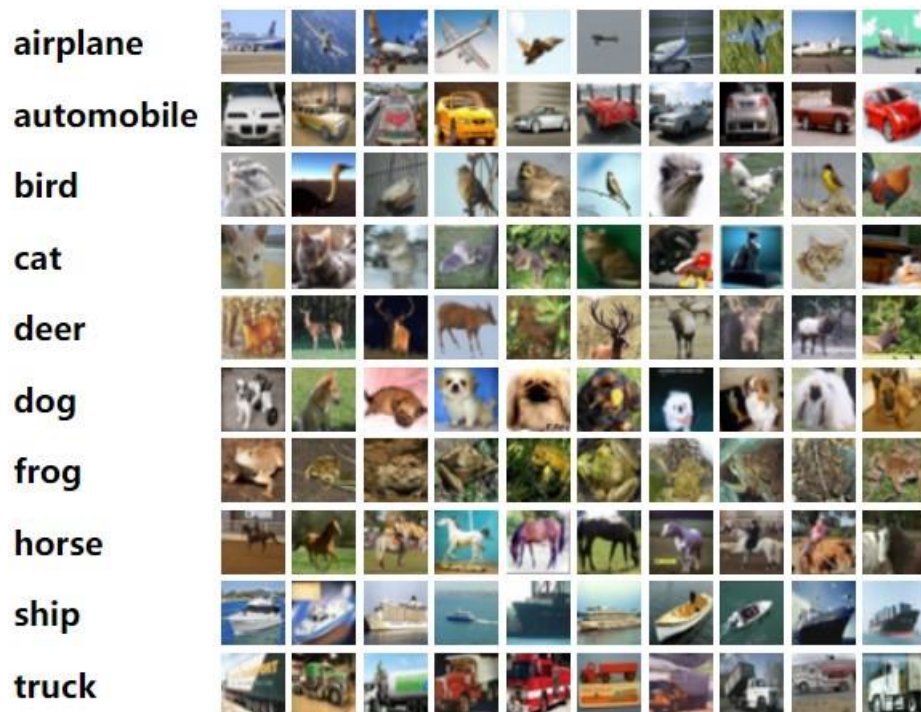 airplane
automobile
bird
cat
deer
dog
frog
horse
ship
truck